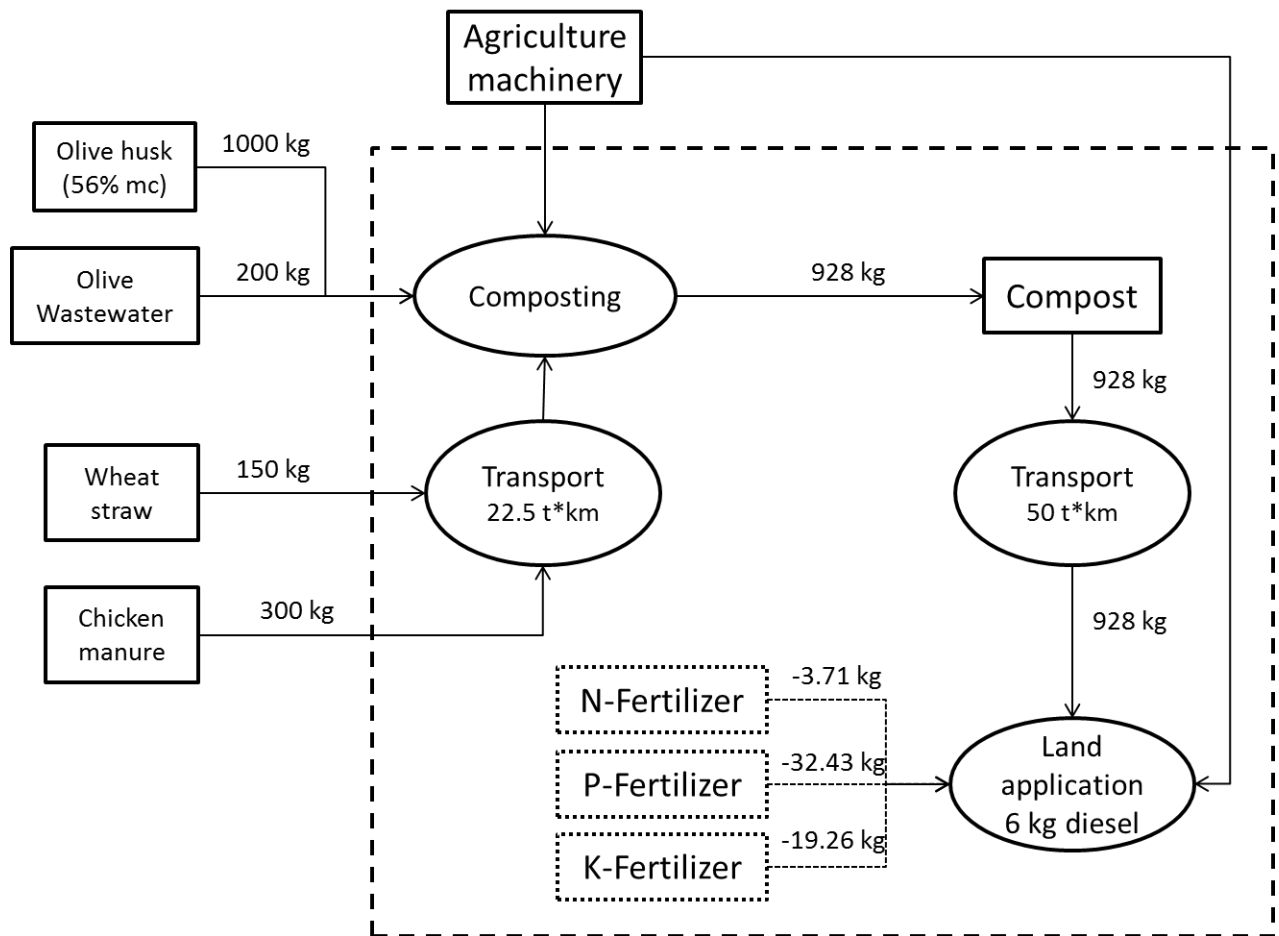 Agriculture
machinery
Olive husk
(56% mc)
1000 kg
Olive
Wastewater
200 kg
Composting
928 kg
Compost
928 kg
Wheat
straw
150 kg
Transport
22.5 t*km
Transport
50 t*km
Chicken
manure
300 kg
928 kg
N-Fertilizer
-3.71 kg
P-Fertilizer
-32.43 kg
K-Fertilizer
-19.26 kg
Land
application
6 kg diesel